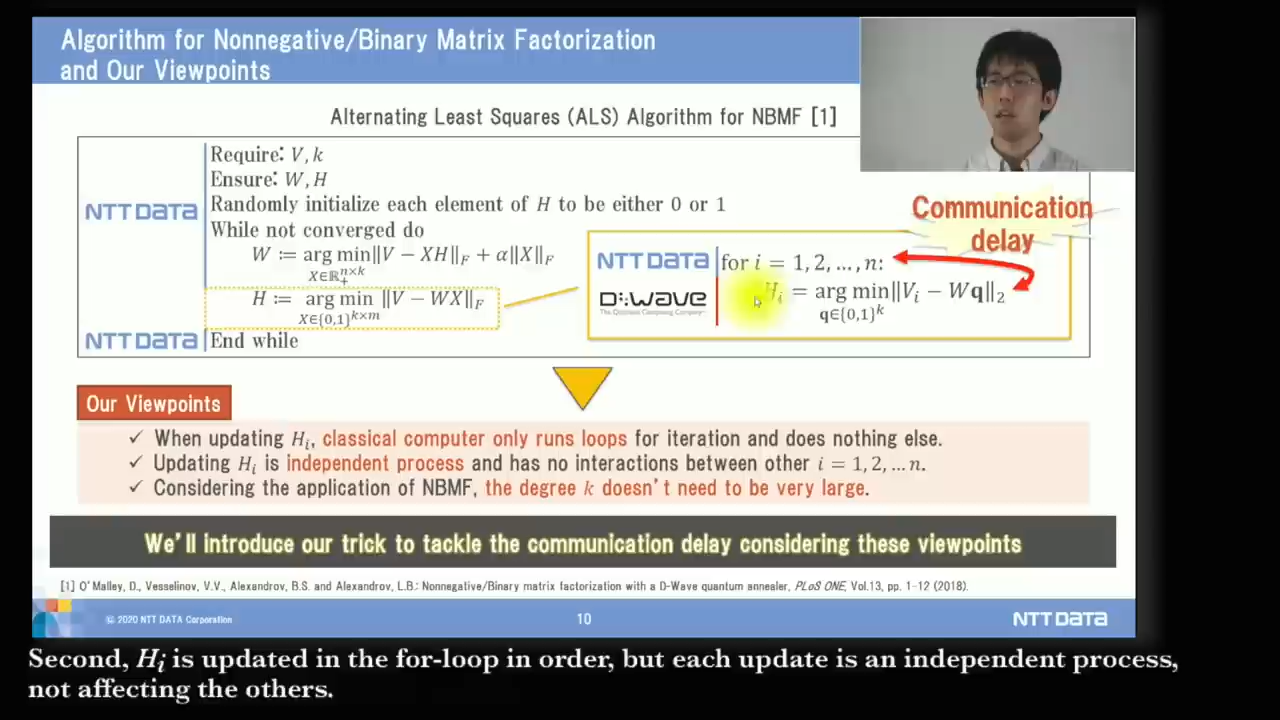 Algorithm for Nonnegative/Binary Matrix Factorization
and Our Viewpoints
Alternating Least Squares (ALS) Algorithm for NBMF [1]
Require: V, k
Ensure: W, H
NTT DATA
Randomly initialize each element of H to be either 0 or 1
While not converged do
W := arg min‖V − XH‖_F + α‖X‖_F
X∈ℝ₊^{n×k}
H := arg min ‖V − WX‖_F
X∈{0,1}^{k×m}
NTT DATA End while
Communication
delay
NTT DATA for i = 1, 2, …, n:
D:Wave
The Quantum Computing Company
H_i = arg min‖V_i − W𝐪‖₂
𝐪∈{0,1}^k
Our Viewpoints
✓ When updating H_i, classical computer only runs loops for iteration and does nothing else.
✓ Updating H_i is independent process and has no interactions between other i = 1, 2, … n.
✓ Considering the application of NBMF, the degree k doesn't need to be very large.
We'll introduce our trick to tackle the communication delay considering these viewpoints
[1] O'Malley, D., Vesselinov, V.V., Alexandrov, B.S. and Alexandrov, L.B.: Nonnegative/Binary matrix factorization with a D-Wave quantum annealer, PLoS ONE, Vol.13, pp. 1-12 (2018).
© 2020 NTT DATA Corporation
10
NTT DATA
Second, H_i is updated in the for-loop in order, but each update is an independent process,
not affecting the others.